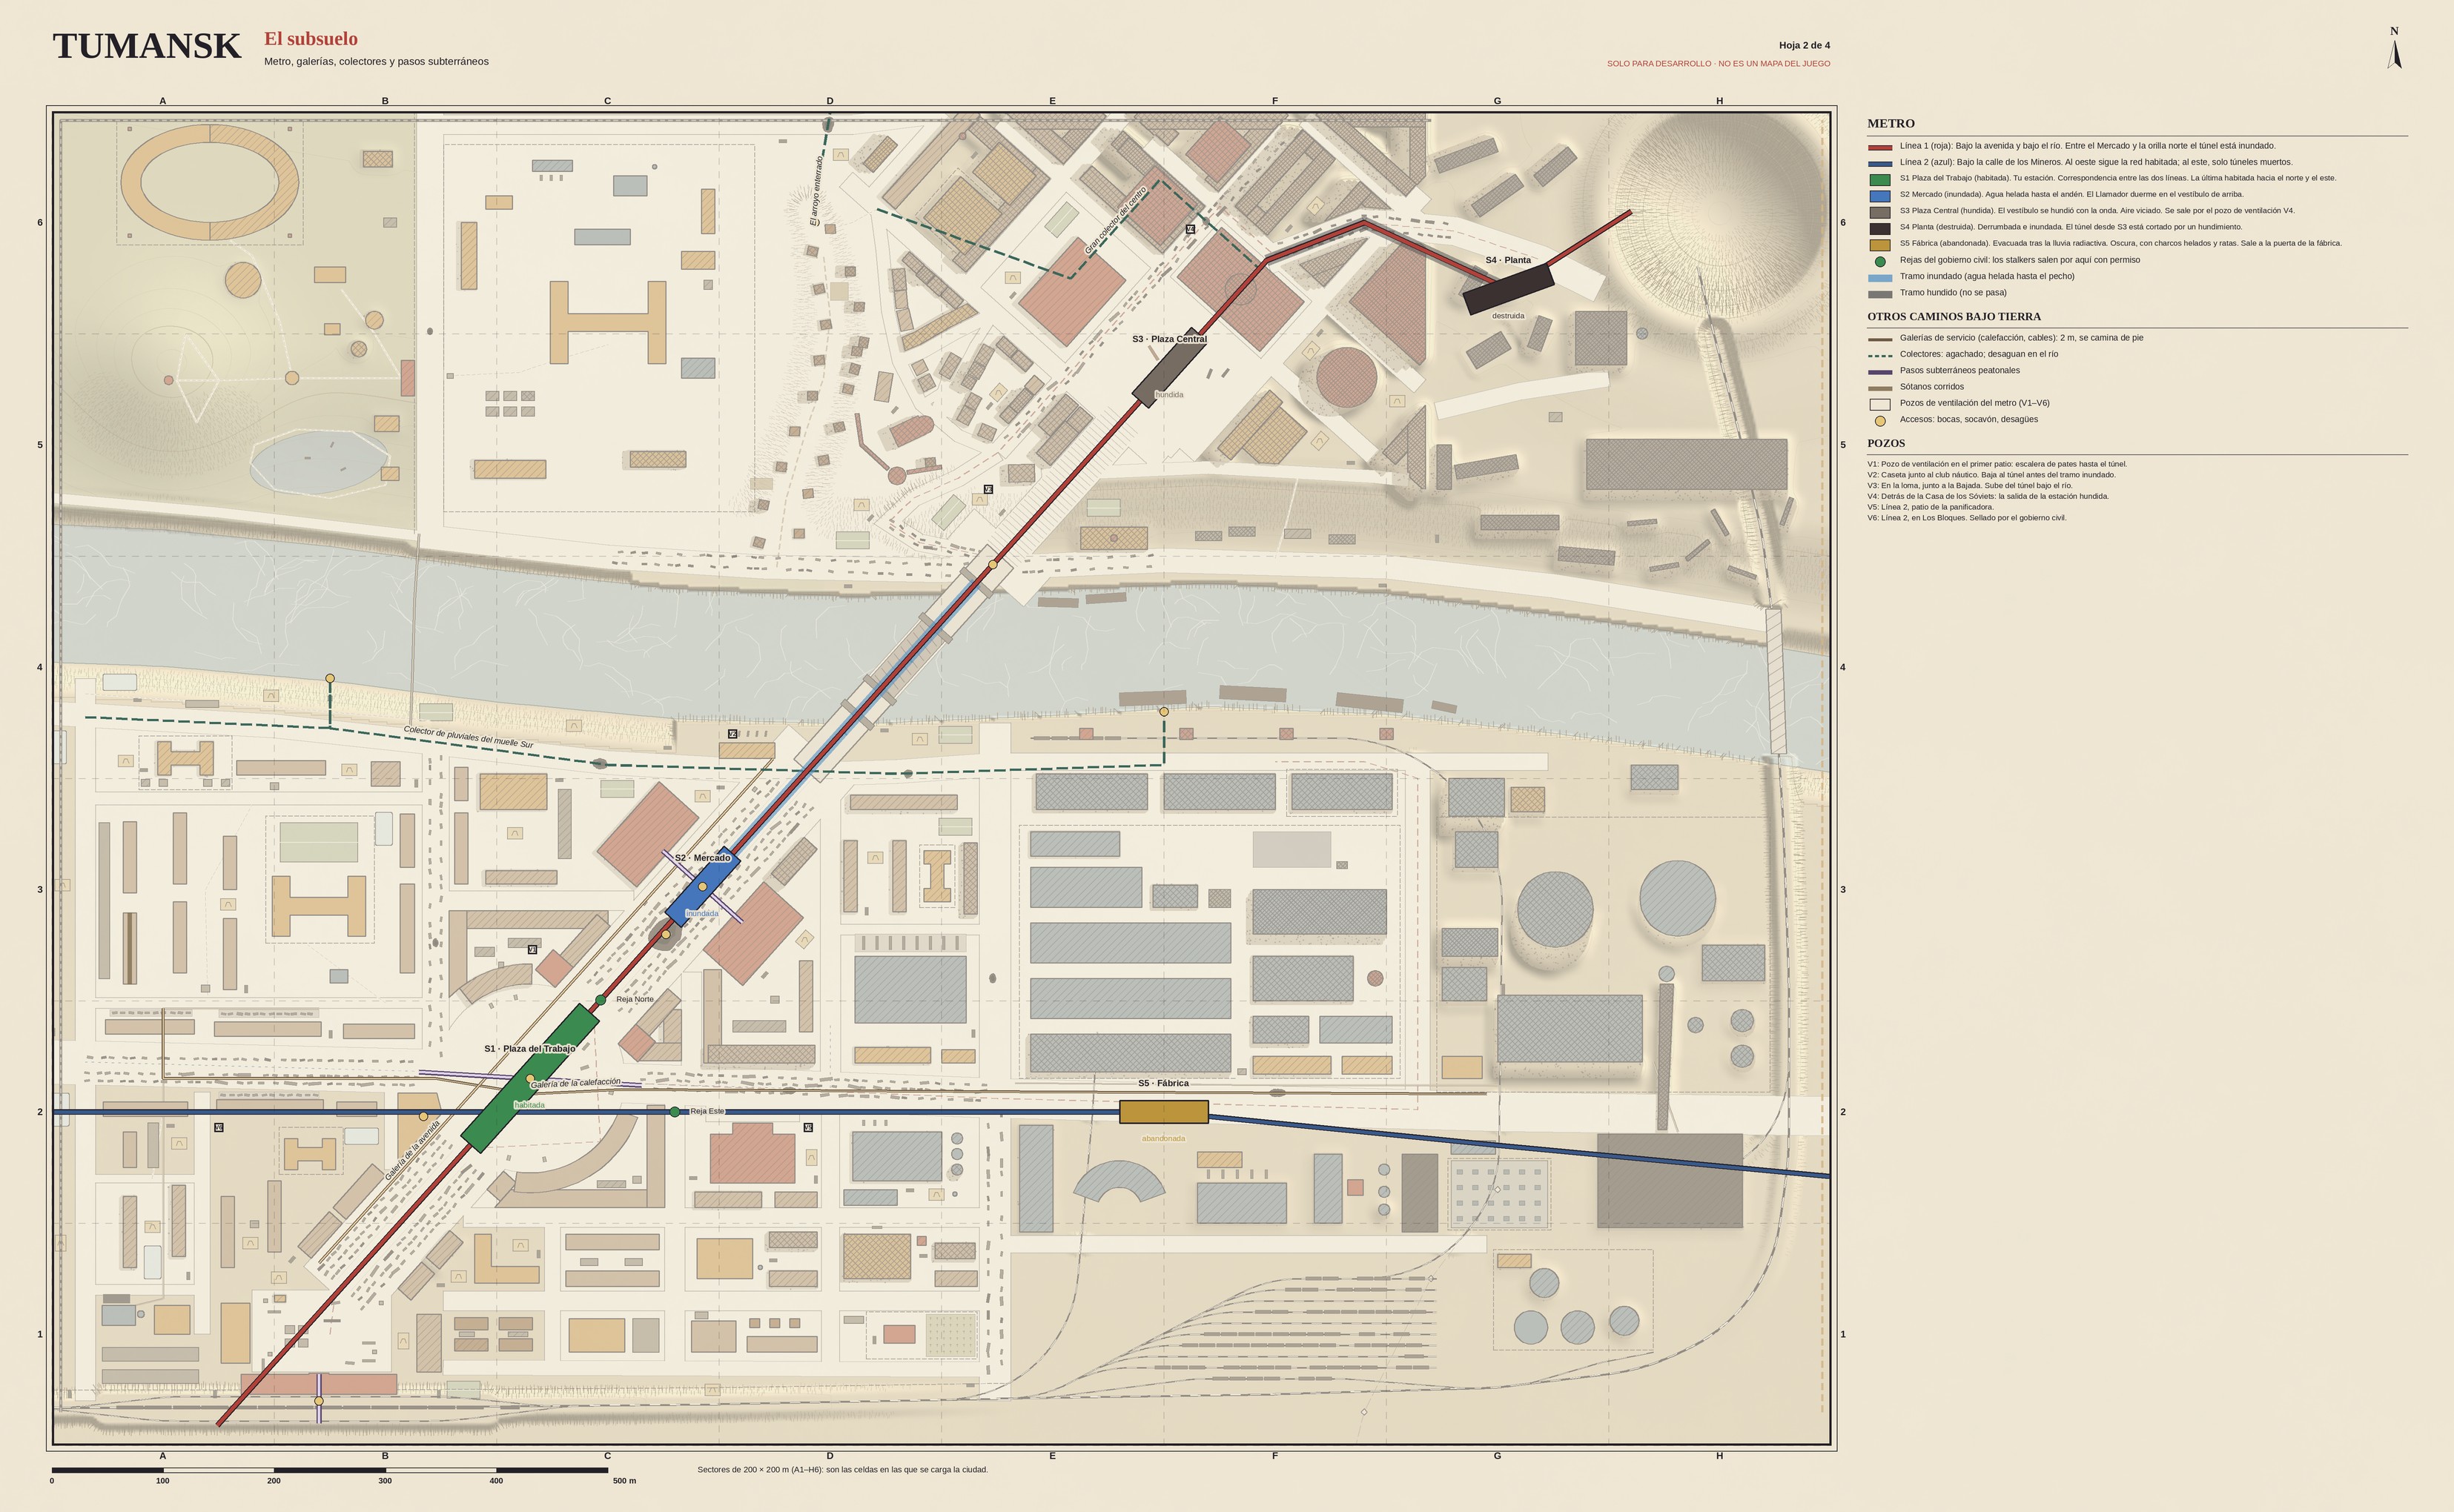 TUMANSK
El subsuelo
Metro, galerías, colectores y pasos subterráneos
Hoja 2 de 4
SOLO PARA DESARROLLO · NO ES UN MAPA DEL JUEGO
N
A B C D E F G H
6 6
5 5
4 4
3 3
2 2
1 1
El arroyo enterrado
Gran colector del centro
V4
S4 · Planta
destruida
S3 · Plaza Central
hundida
V3
Colector de pluviales del muelle Sur
V2
S2 · Mercado
inundada
V1
Reja Norte
S1 · Plaza del Trabajo
Galería de la calefacción
S5 · Fábrica
habitada
Reja Este
abandonada
V6
V5
Galería de la avenida
A B C D E F G H
0 100 200 300 400 500 m
Sectores de 200 × 200 m (A1–H6): son las celdas en las que se carga la ciudad.
METRO
Línea 1 (roja): Bajo la avenida y bajo el río. Entre el Mercado y la orilla norte el túnel está inundado.
Línea 2 (azul): Bajo la calle de los Mineros. Al oeste sigue la red habitada; al este, solo túneles muertos.
S1 Plaza del Trabajo (habitada). Tu estación. Correspondencia entre las dos líneas. La última habitada hacia el norte y el este.
S2 Mercado (inundada). Agua helada hasta el andén. El Llamador duerme en el vestíbulo de arriba.
S3 Plaza Central (hundida). El vestíbulo se hundió con la onda. Aire viciado. Se sale por el pozo de ventilación V4.
S4 Planta (destruida). Derrumbada e inundada. El túnel desde S3 está cortado por un hundimiento.
S5 Fábrica (abandonada). Evacuada tras la lluvia radiactiva. Oscura, con charcos helados y ratas. Sale a la puerta de la fábrica.
Rejas del gobierno civil: los stalkers salen por aquí con permiso
Tramo inundado (agua helada hasta el pecho)
Tramo hundido (no se pasa)
OTROS CAMINOS BAJO TIERRA
Galerías de servicio (calefacción, cables): 2 m, se camina de pie
Colectores: agachado; desaguan en el río
Pasos subterráneos peatonales
Sótanos corridos
Pozos de ventilación del metro (V1–V6)
Accesos: bocas, socavón, desagües
POZOS
V1: Pozo de ventilación en el primer patio: escalera de pates hasta el túnel.
V2: Caseta junto al club náutico. Baja al túnel antes del tramo inundado.
V3: En la loma, junto a la Bajada. Sube del túnel bajo el río.
V4: Detrás de la Casa de los Sóviets: la salida de la estación hundida.
V5: Línea 2, patio de la panificadora.
V6: Línea 2, en Los Bloques. Sellado por el gobierno civil.